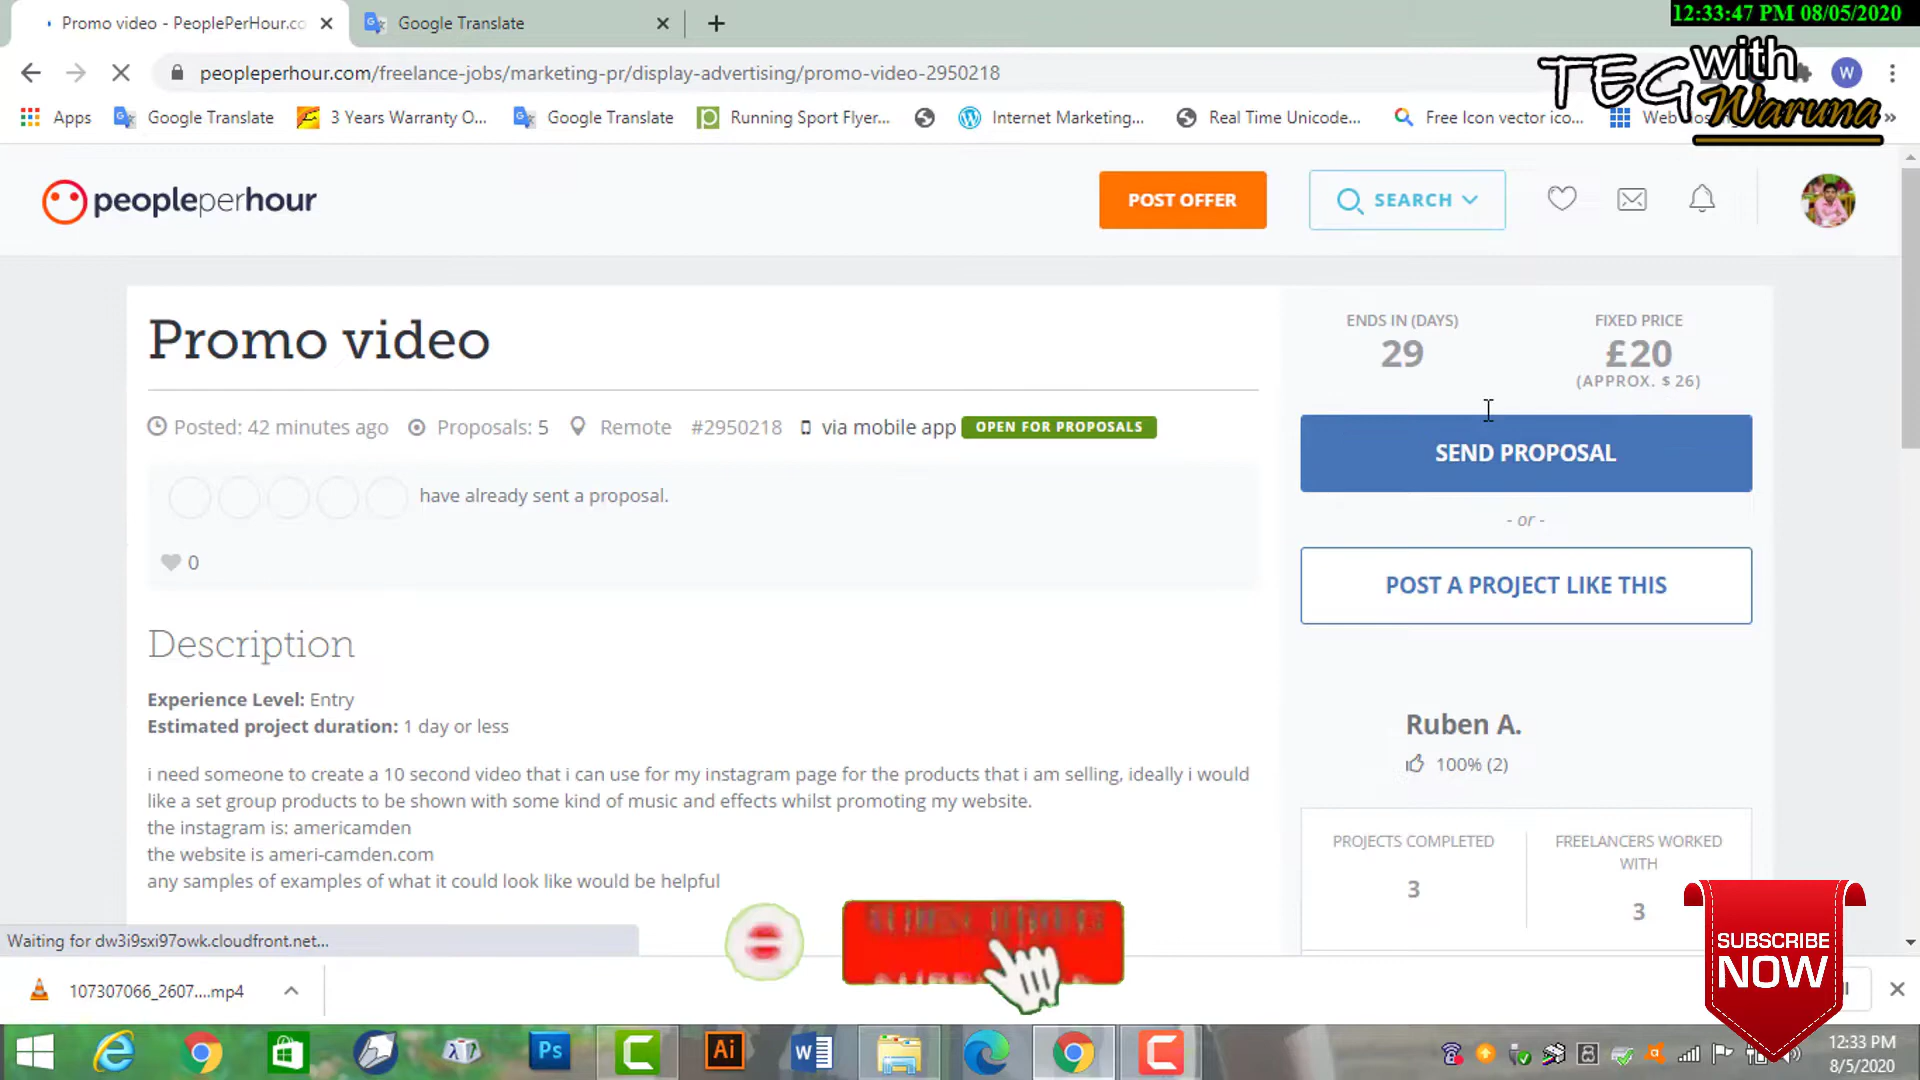 12:33:47 PM 08/05/2020
Promo video - PeoplePerHour.co
Google Translate
peopleperhour.com/freelance-jobs/marketing-pr/display-advertising/promo-video-2950218
W
TEG with
Waruna
Apps
Google Translate
3 Years Warranty O...
Google Translate
Running Sport Flyer...
Internet Marketing...
Real Time Unicode...
Free Icon vector ico...
peopleperhour
POST OFFER
SEARCH
Promo video
Posted: 42 minutes ago
Proposals: 5
Remote
#2950218
via mobile app
OPEN FOR PROPOSALS
have already sent a proposal.
0
Description
Experience Level: Entry
Estimated project duration: 1 day or less
i need someone to create a 10 second video that i can use for my instagram page for the products that i am selling, ideally i would
like a set group products to be shown with some kind of music and effects whilst promoting my website.
the instagram is: americamden
the website is ameri-camden.com
any samples of examples of what it could look like would be helpful
ENDS IN (DAYS)
29
FIXED PRICE
£20
(APPROX. $ 26)
SEND PROPOSAL
- or -
POST A PROJECT LIKE THIS
Ruben A.
100% (2)
PROJECTS COMPLETED
3
FREELANCERS WORKED
WITH
3
SUBSCRIBE
NOW
Waiting for dw3i9sxi97owk.cloudfront.net...
107307066_2607....mp4
Ps
Ai
12:33 PM
8/5/2020